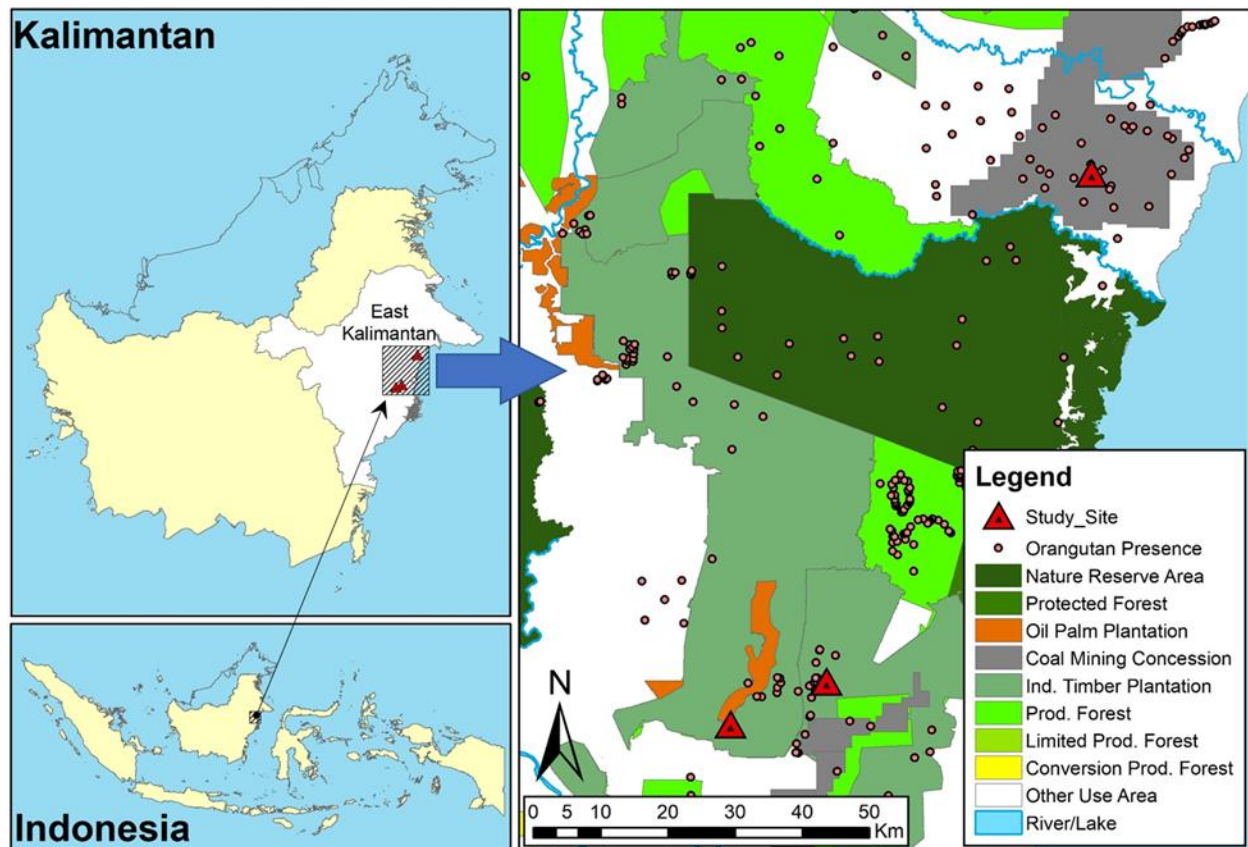 Kalimantan
East
Kalimantan
Indonesia
N
0 5 10 20 30 40 50
Km
Legend
Study_Site
Orangutan Presence
Nature Reserve Area
Protected Forest
Oil Palm Plantation
Coal Mining Concession
Ind. Timber Plantation
Prod. Forest
Limited Prod. Forest
Conversion Prod. Forest
Other Use Area
River/Lake